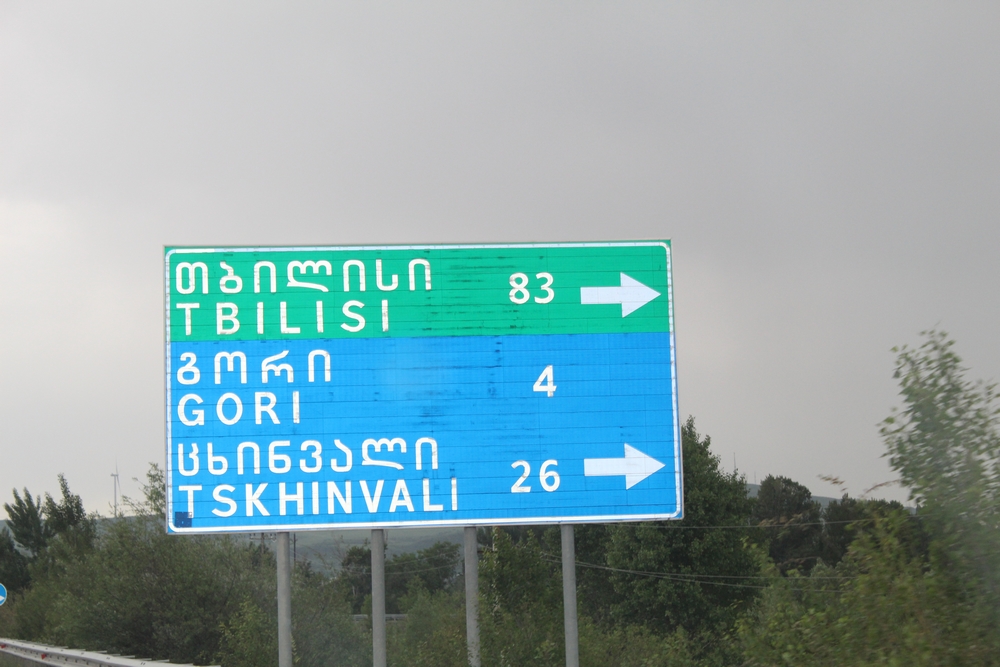 თბილისი 83
TBILISI
გორი 4
GORI
ცხინვალი 26
TSKHINVALI